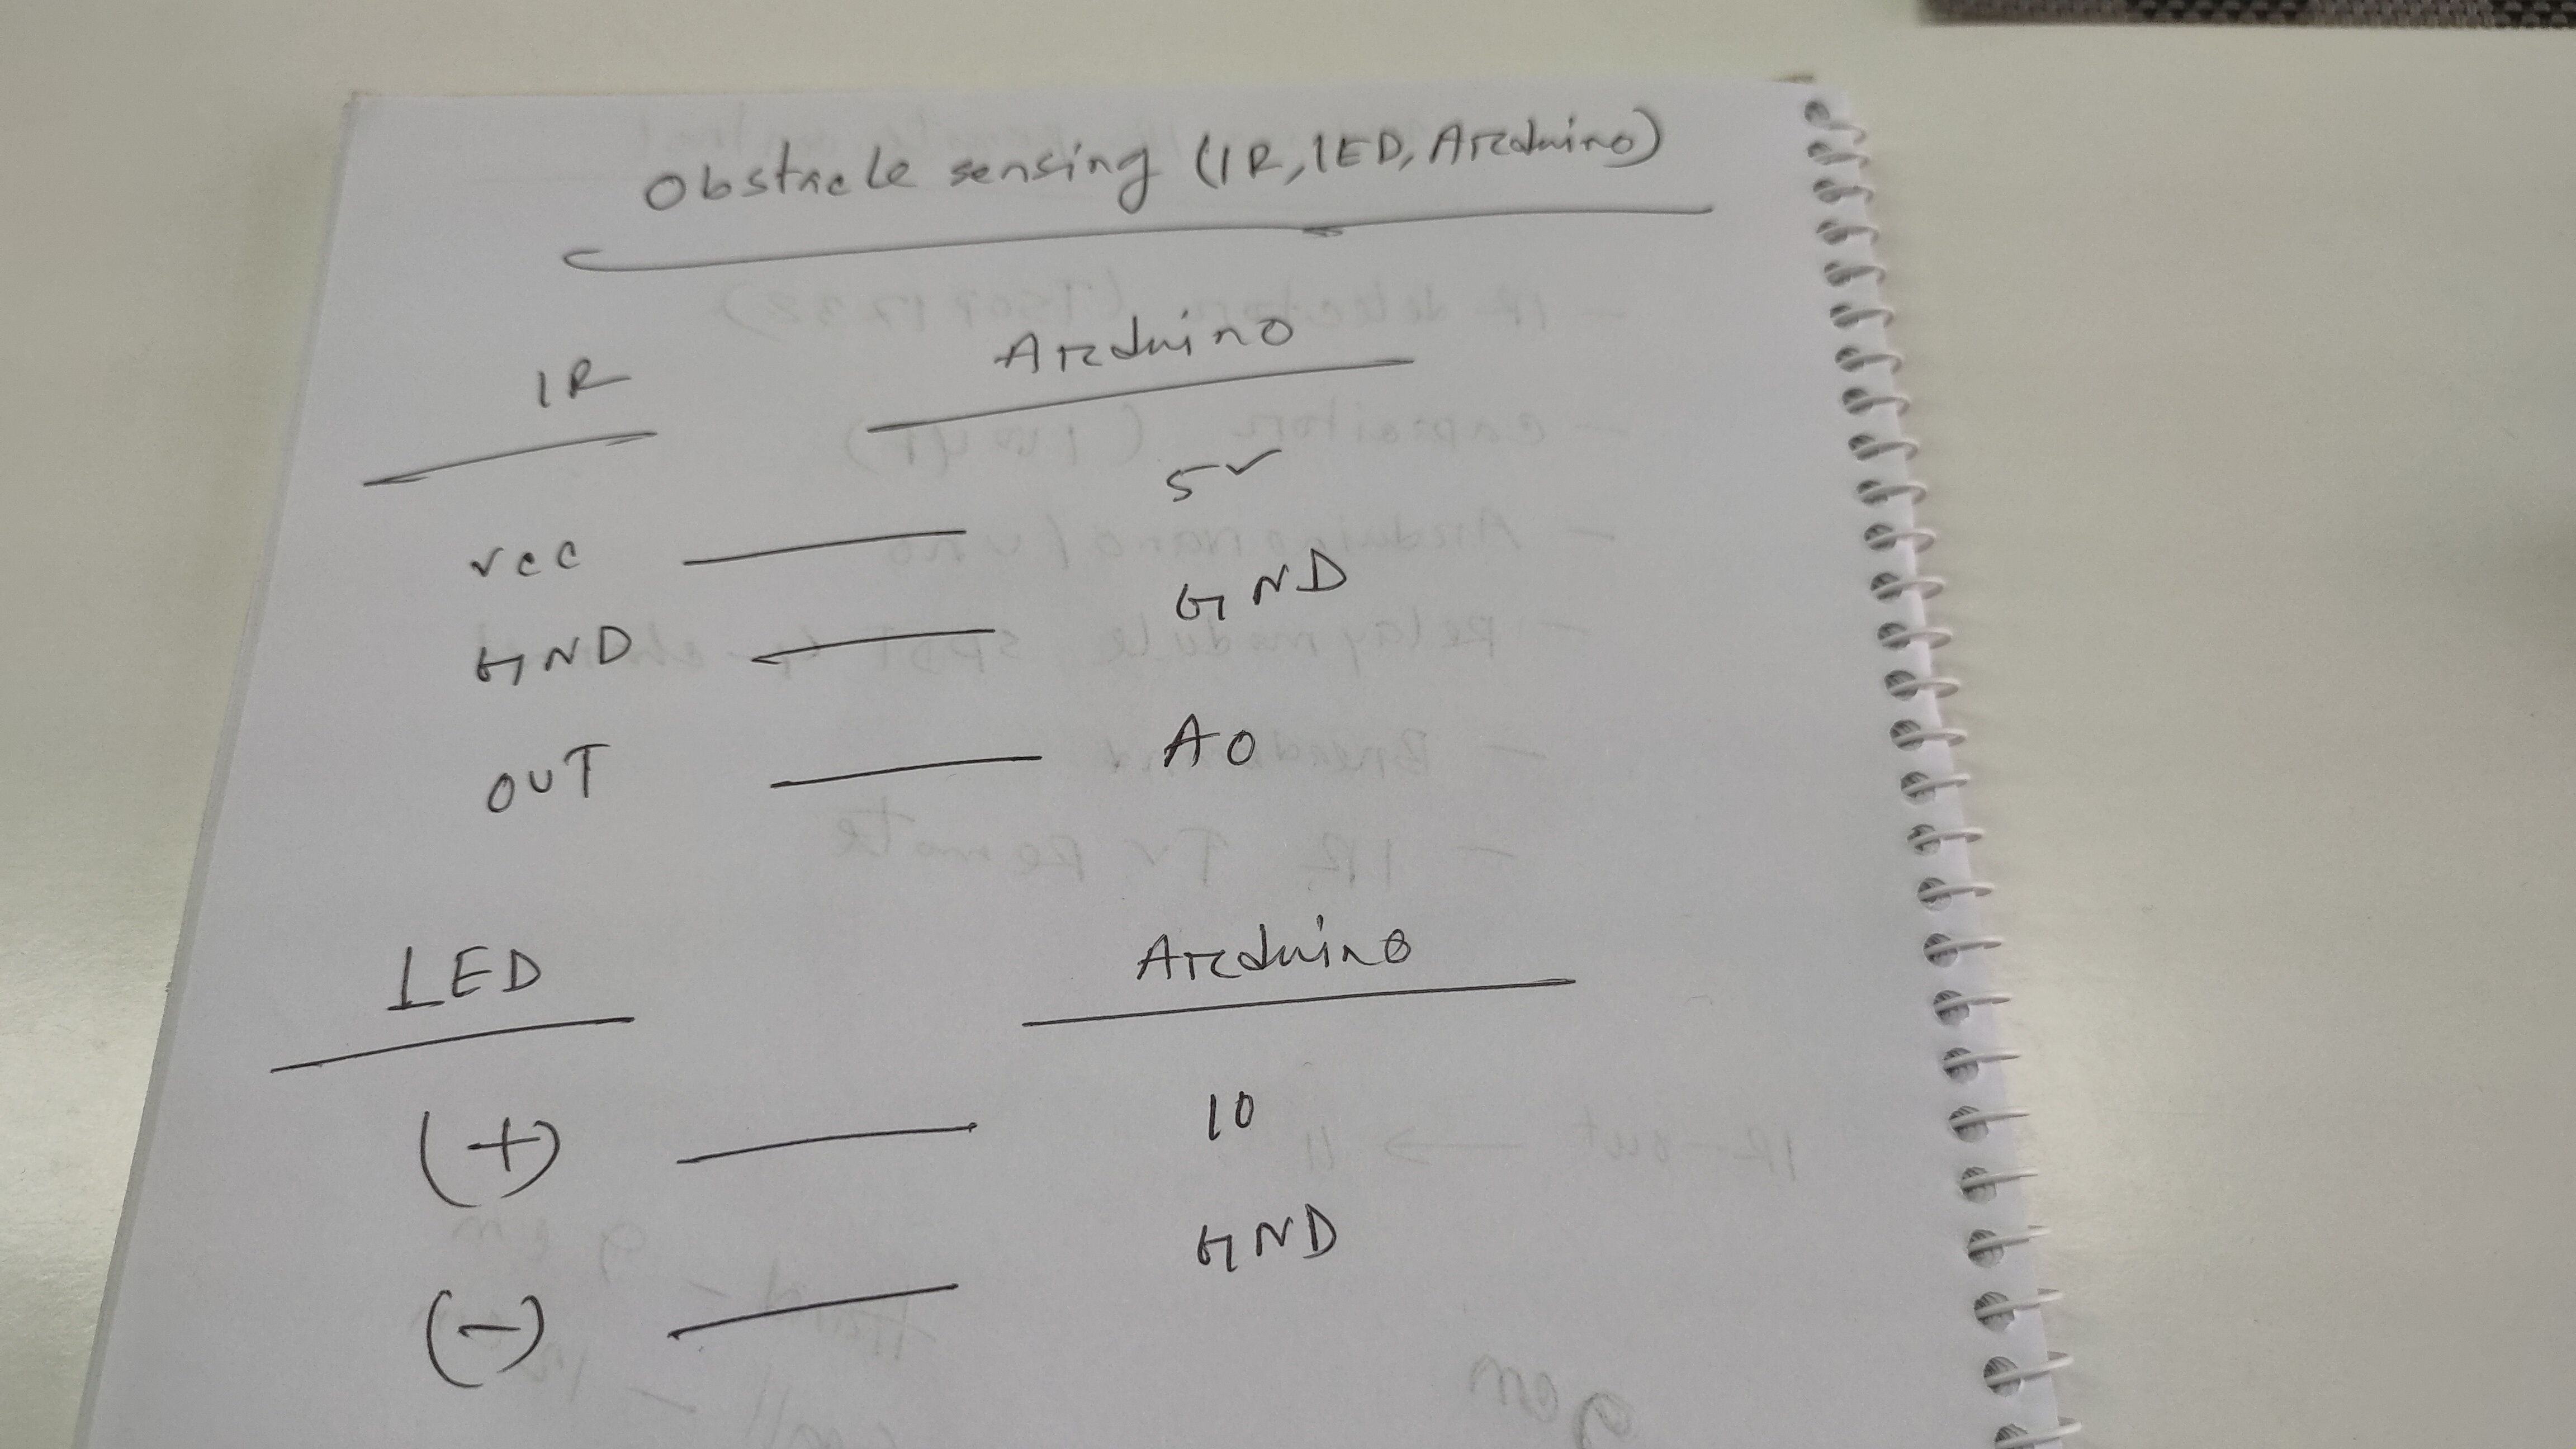 Obstacle sensing (IR, LED, Arduino)
IR Arduino
VCC 5V
GND GND
OUT A0
LED Arduino
(+) 10
(-) GND